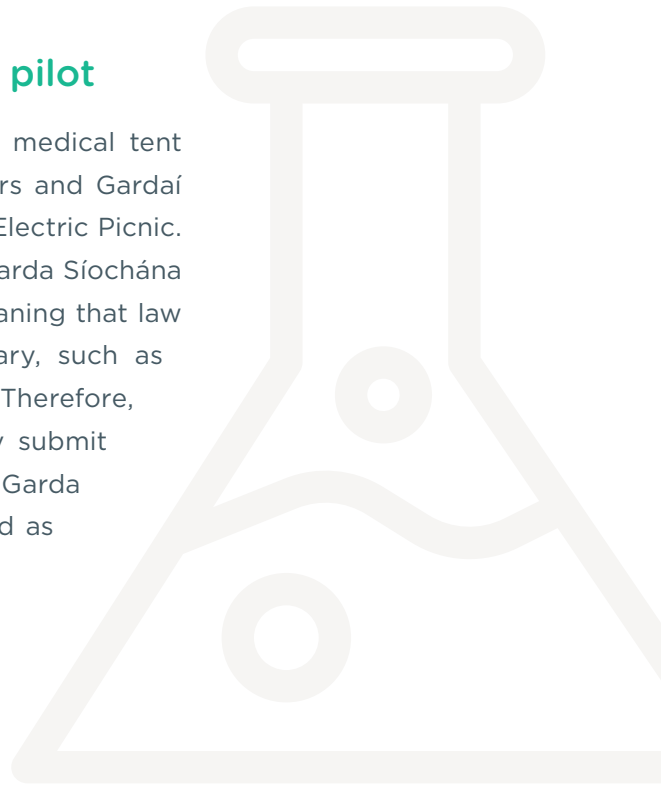 pilot
medical tent
rs and Gardaí
Electric Picnic.
arda Síochána
aning that law
ary, such as
Therefore,
submit
Garda
d as